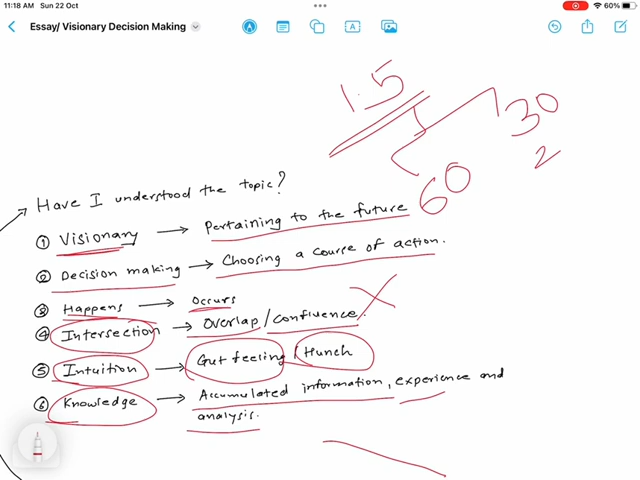 11:18 AM Sun 22 Oct
60%
Essay/ Visionary Decision Making
1.5
30
2
60
Have I understood the topic?
① Visionary → Pertaining to the future
② Decision making → Choosing a course of action.
③ Happens → Occurs
④ Intersection → Overlap / confluence
⑤ Intuition → Gut feeling / Hunch
⑥ Knowledge → Accumulated information, experience and
analysis.